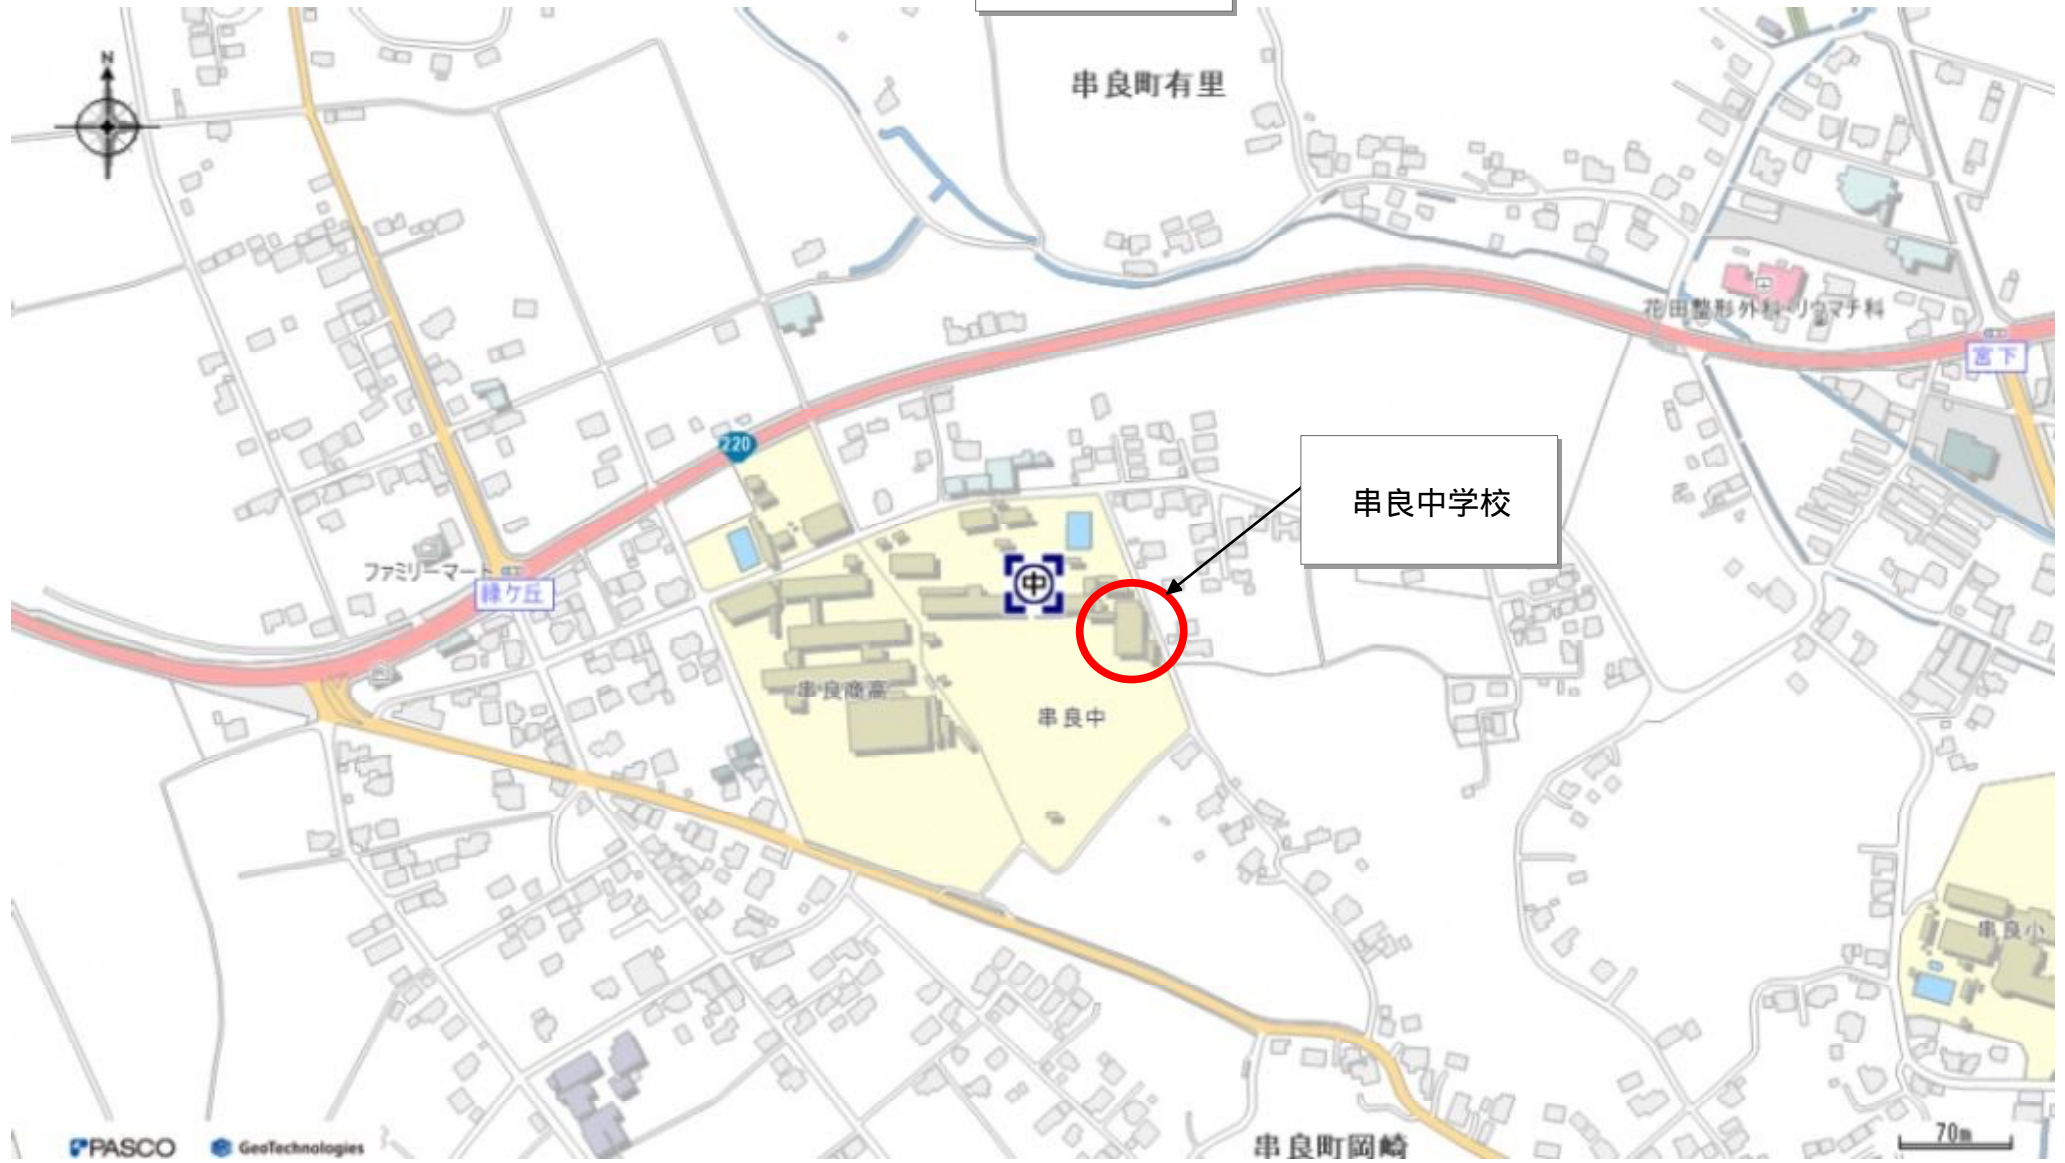 N
串良町有里
花田整形外科・リウマチ科
宮下
220
串良中学校
ファミリーマート
緑ケ丘
中
串良商高
串良中
串良小
串良町岡崎
PASCO
GeoTechnologies
70m